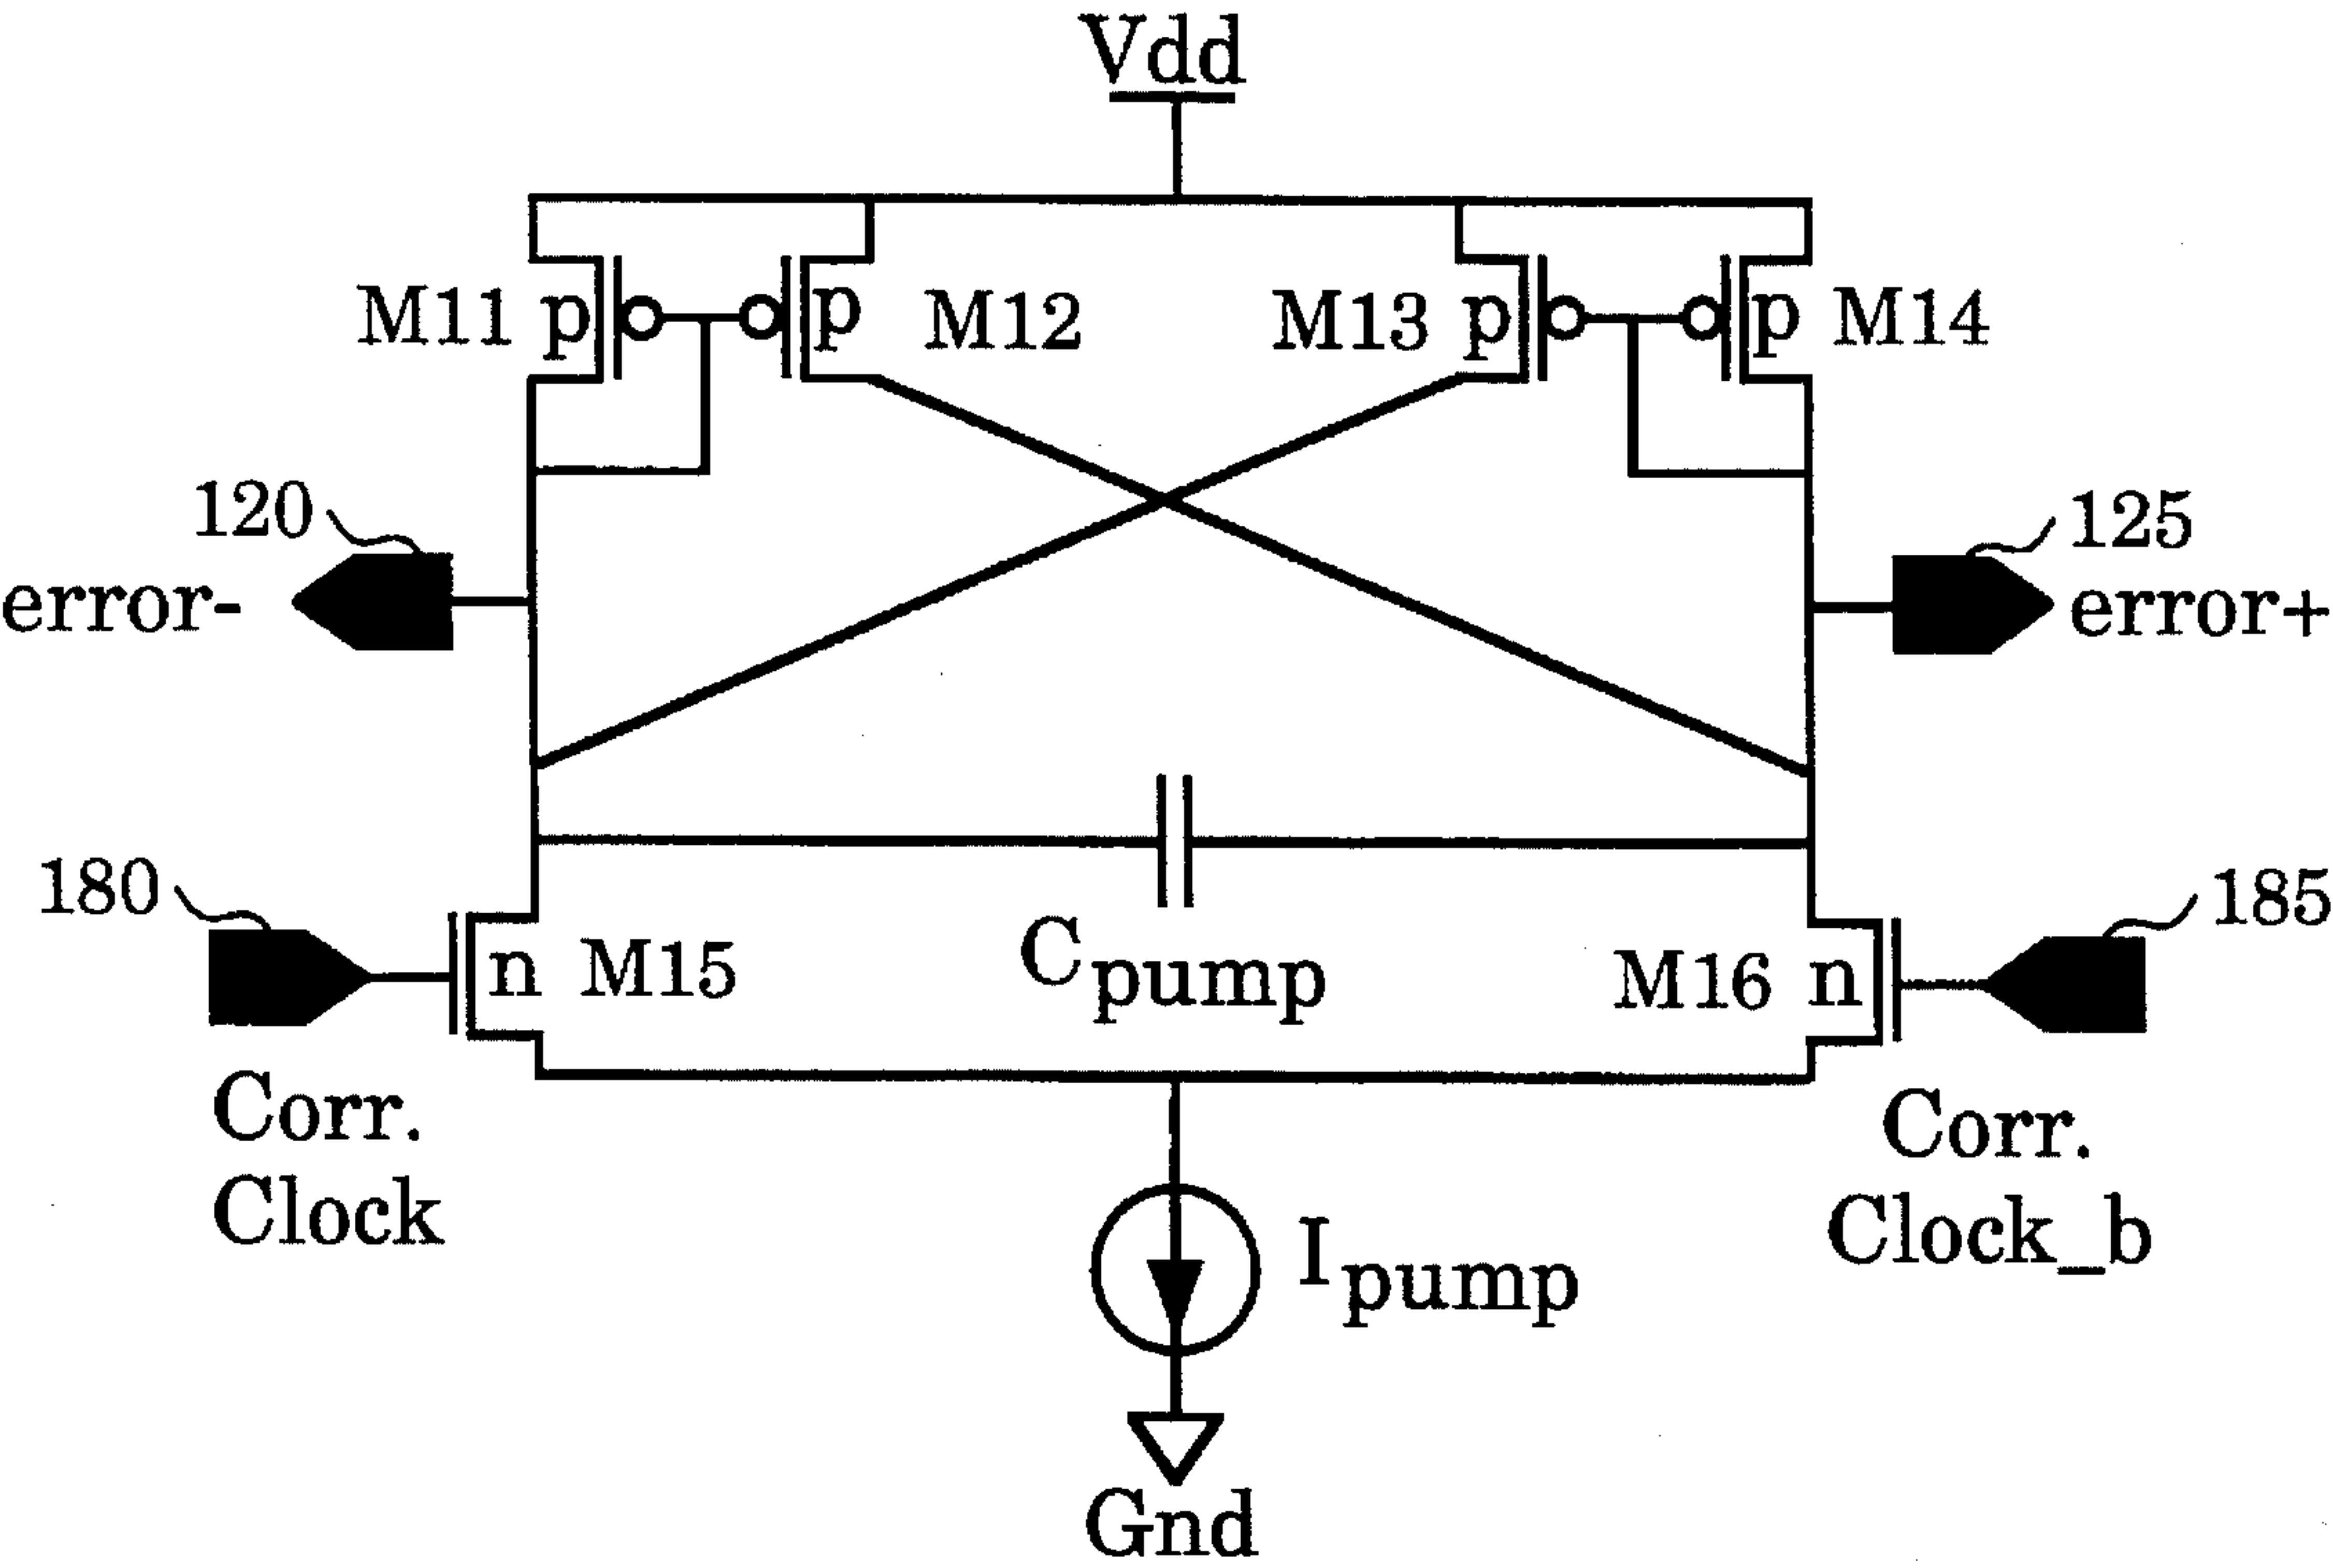 Vdd
M11 p p M12 M13 p p M14
120 125
error- error+
180 185
n M15 Cpump M16 n
Corr.
Clock
Corr.
Clock_b
Ipump
Gnd